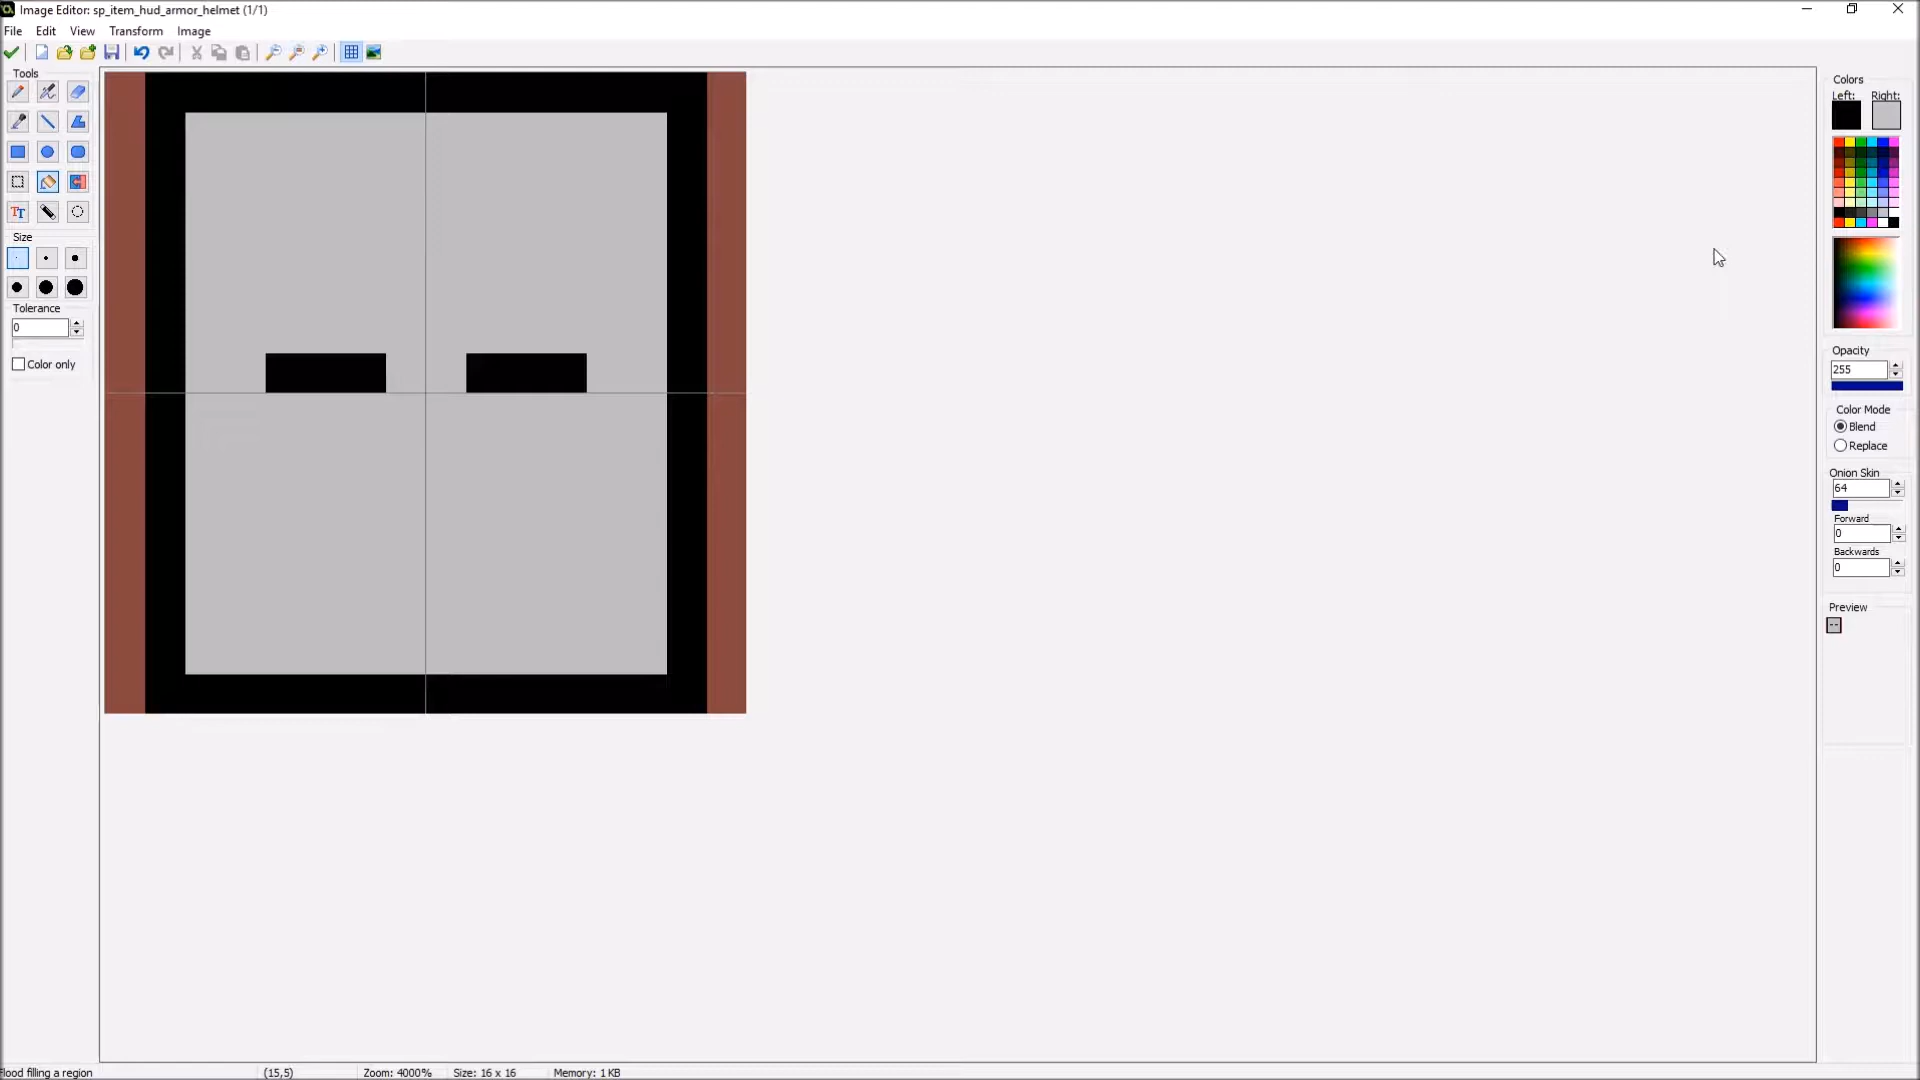 Image Editor: sp_item_hud_armor_helmet (1/1)
File Edit View Transform Image
Tools
TT
Size
Tolerance
0
Color only
Colors
Left: Right:
Opacity
255
Color Mode
Blend
Replace
Onion Skin
64
Forward
0
Backwards
0
Preview
Flood filling a region (15,5) Zoom: 4000% Size: 16 x 16 Memory: 1 KB